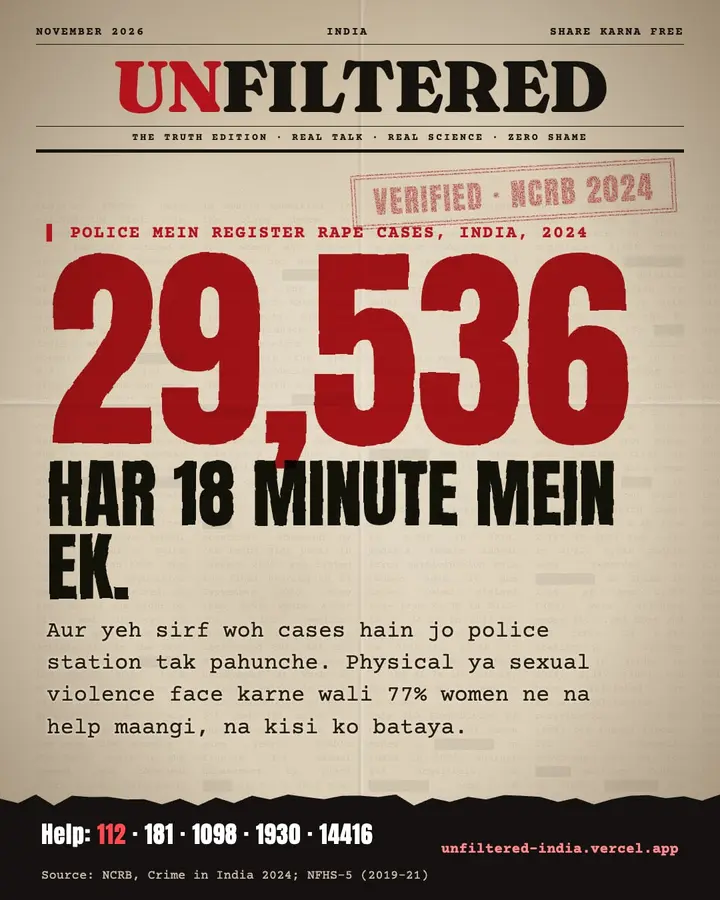 NOVEMBER 2026 INDIA SHARE KARNA FREE
UNFILTERED
THE TRUTH EDITION · REAL TALK · REAL SCIENCE · ZERO SHAME
VERIFIED · NCRB 2024
POLICE MEIN REGISTER RAPE CASES, INDIA, 2024
29,536
HAR 18 MINUTE MEIN
EK.
Aur yeh sirf woh cases hain jo police
station tak pahunche. Physical ya sexual
violence face karne wali 77% women ne na
help maangi, na kisi ko bataya.
Help: 112 · 181 · 1098 · 1930 · 14416
unfiltered-india.vercel.app
Source: NCRB, Crime in India 2024; NFHS-5 (2019-21)